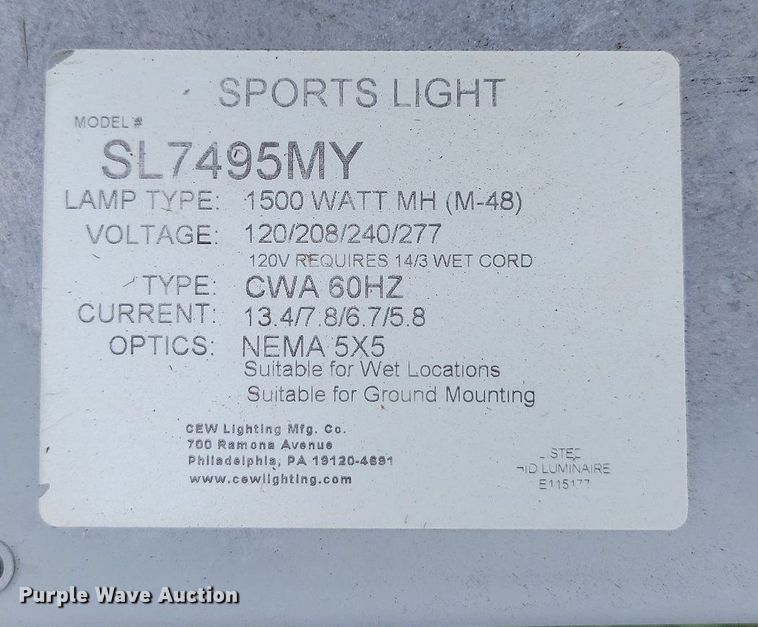 SPORTS LIGHT
MODEL #
SL7495MY
LAMP TYPE: 1500 WATT MH (M-48)
VOLTAGE: 120/208/240/277
120V REQUIRES 14/3 WET CORD
TYPE: CWA 60HZ
CURRENT: 13.4/7.8/6.7/5.8
OPTICS: NEMA 5X5
Suitable for Wet Locations
Suitable for Ground Mounting
CEW Lighting Mfg. Co.
700 Ramona Avenue
Philadelphia, PA 19120-4691
www.cewlighting.com
LUMINAIRE
E115177
Purple Wave Auction